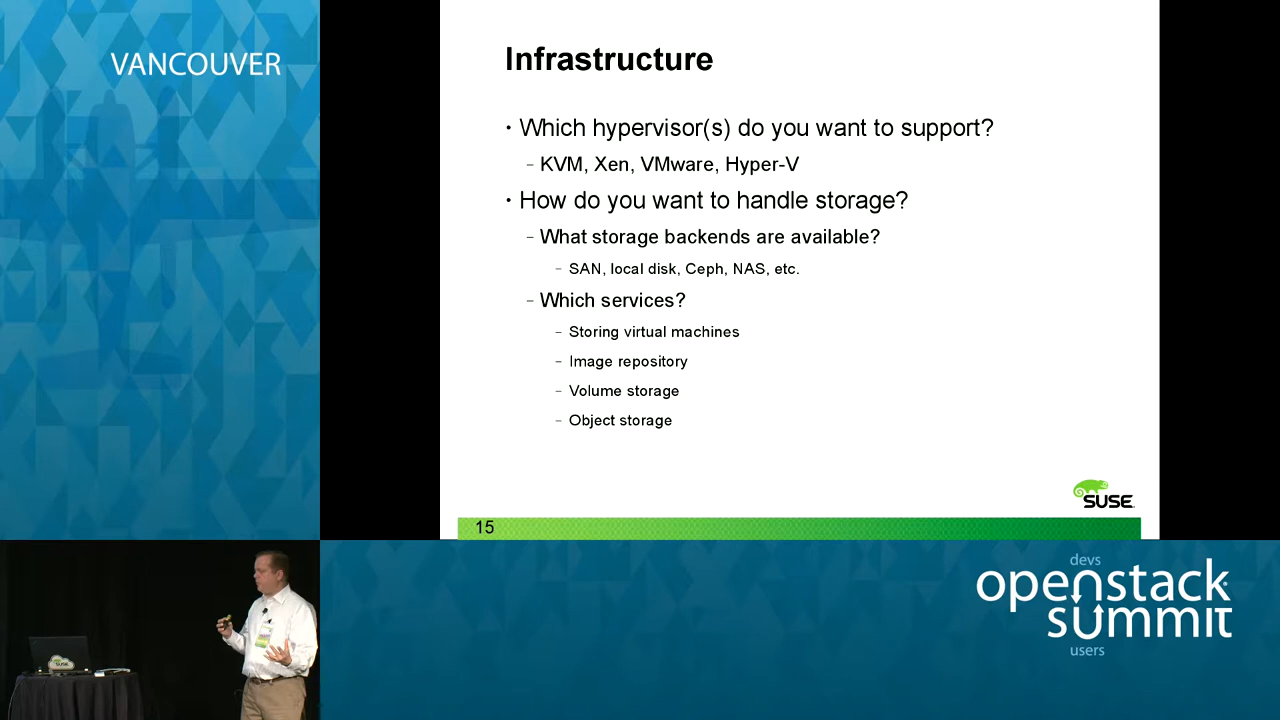 VANCOUVER
Infrastructure
• Which hypervisor(s) do you want to support?
– KVM, Xen, VMware, Hyper-V
• How do you want to handle storage?
– What storage backends are available?
– SAN, local disk, Ceph, NAS, etc.
– Which services?
– Storing virtual machines
– Image repository
– Volume storage
– Object storage
SUSE
15
SUSE
devs
openstack
summit
users